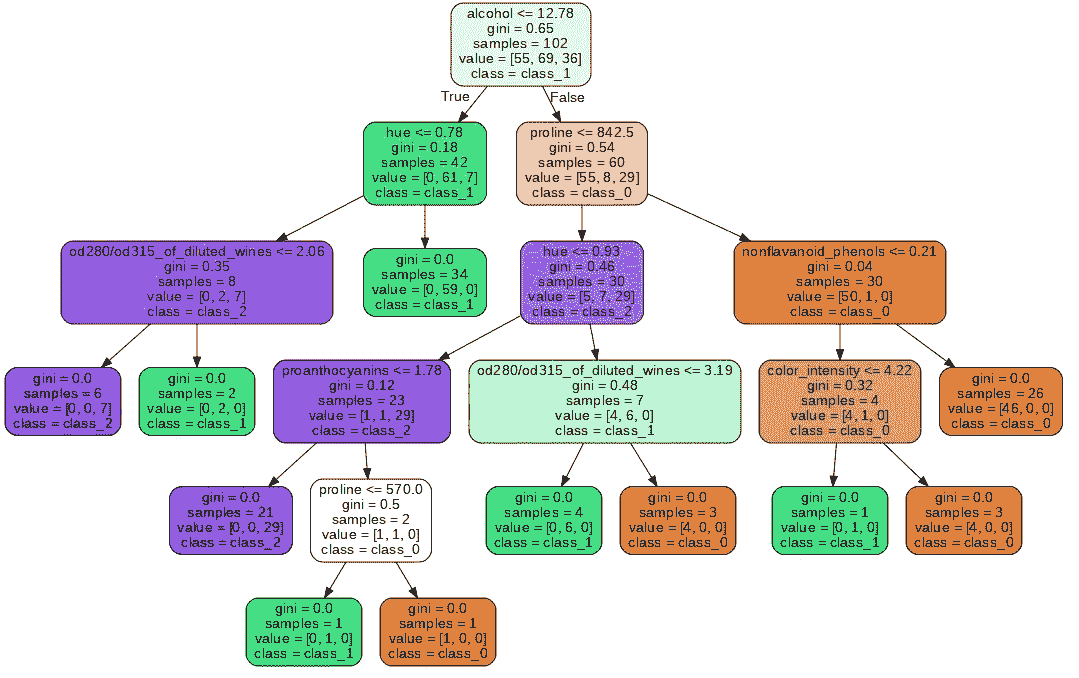 alcohol <= 12.78
gini = 0.65
samples = 102
value = [55, 69, 36]
class = class_1
True
False
hue <= 0.78
gini = 0.18
samples = 42
value = [0, 61, 7]
class = class_1
proline <= 842.5
gini = 0.54
samples = 60
value = [55, 8, 29]
class = class_0
od280/od315_of_diluted_wines <= 2.06
gini = 0.35
samples = 8
value = [0, 2, 7]
class = class_2
gini = 0.0
samples = 34
value = [0, 59, 0]
class = class_1
hue <= 0.93
gini = 0.46
samples = 30
value = [5, 7, 29]
class = class_2
nonflavanoid_phenols <= 0.21
gini = 0.04
samples = 30
value = [50, 1, 0]
class = class_0
gini = 0.0
samples = 6
value = [0, 0, 7]
class = class_2
gini = 0.0
samples = 2
value = [0, 2, 0]
class = class_1
proanthocyanins <= 1.78
gini = 0.12
samples = 23
value = [1, 1, 29]
class = class_2
od280/od315_of_diluted_wines <= 3.19
gini = 0.48
samples = 7
value = [4, 6, 0]
class = class_1
color_intensity <= 4.22
gini = 0.32
samples = 4
value = [4, 1, 0]
class = class_0
gini = 0.0
samples = 26
value = [46, 0, 0]
class = class_0
gini = 0.0
samples = 21
value = [0, 0, 29]
class = class_2
proline <= 570.0
gini = 0.5
samples = 2
value = [1, 1, 0]
class = class_0
gini = 0.0
samples = 4
value = [0, 6, 0]
class = class_1
gini = 0.0
samples = 3
value = [4, 0, 0]
class = class_0
gini = 0.0
samples = 1
value = [0, 1, 0]
class = class_1
gini = 0.0
samples = 3
value = [4, 0, 0]
class = class_0
gini = 0.0
samples = 1
value = [0, 1, 0]
class = class_1
gini = 0.0
samples = 1
value = [1, 0, 0]
class = class_0